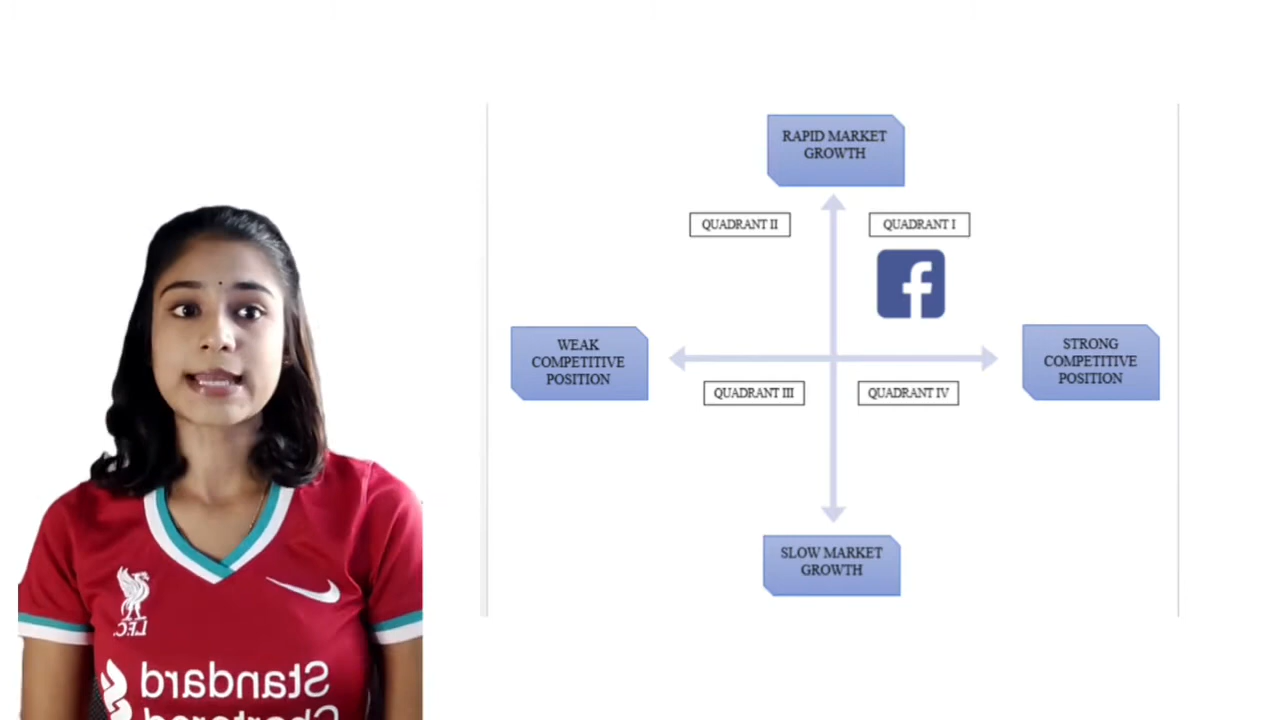 RAPID MARKET
GROWTH
QUADRANT II
QUADRANT I
f
WEAK
COMPETITIVE
POSITION
STRONG
COMPETITIVE
POSITION
QUADRANT III
QUADRANT IV
SLOW MARKET
GROWTH
L.F.C.
Standard
Chartered